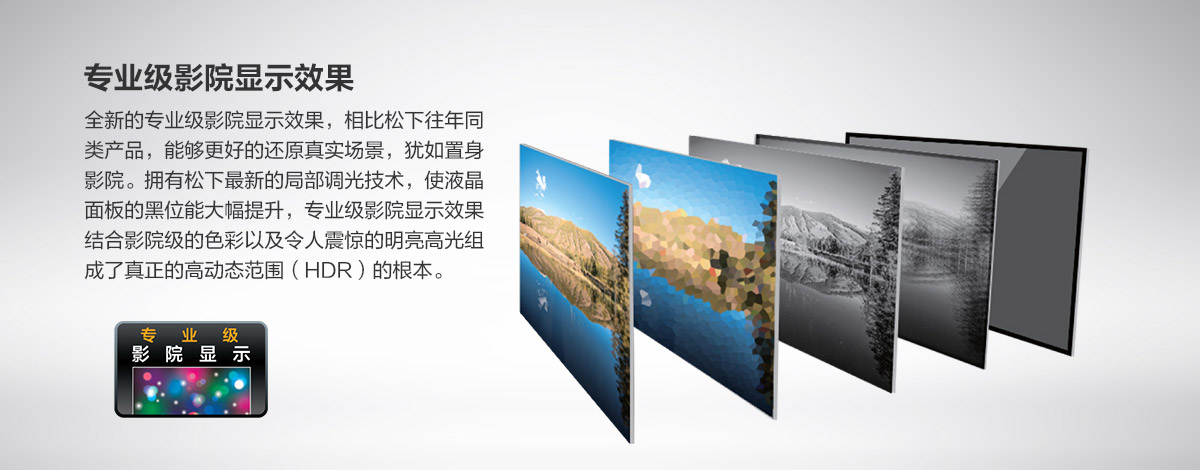 专业级影院显示效果
全新的专业级影院显示效果，相比松下往年同
类产品，能够更好的还原真实场景，犹如置身
影院。拥有松下最新的局部调光技术，使液晶
面板的黑位能大幅提升，专业级影院显示效果
结合影院级的色彩以及令人震惊的明亮高光组
成了真正的高动态范围（HDR）的根本。
专业级
影院显示